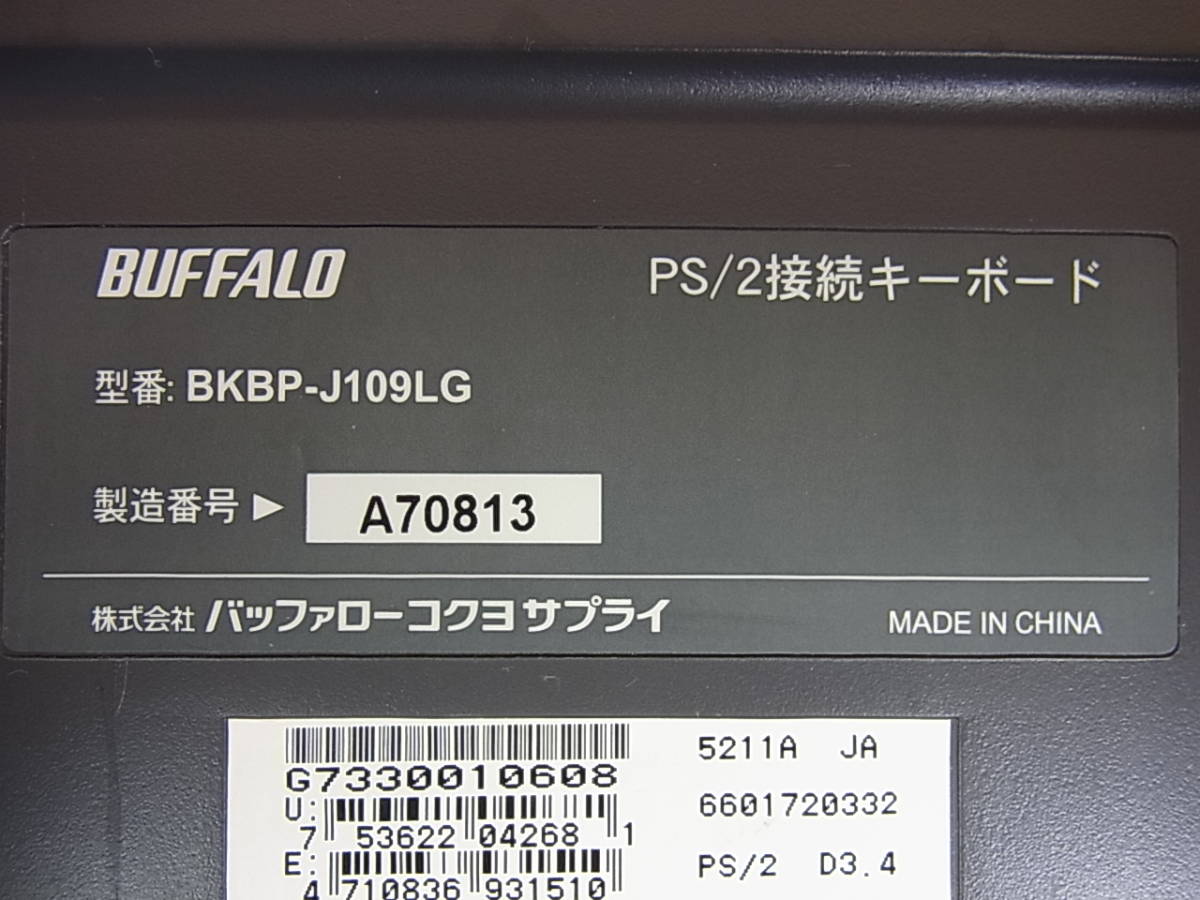 BUFFALO
PS/2接続キーボード
型番: BKBP-J109LG
製造番号 ▶ A70813
株式会社 バッファローコクヨサプライ
MADE IN CHINA
G7330010608
U:
7 53622 04268 1
E:
4 710836 931510
5211A JA
6601720332
PS/2 D3.4